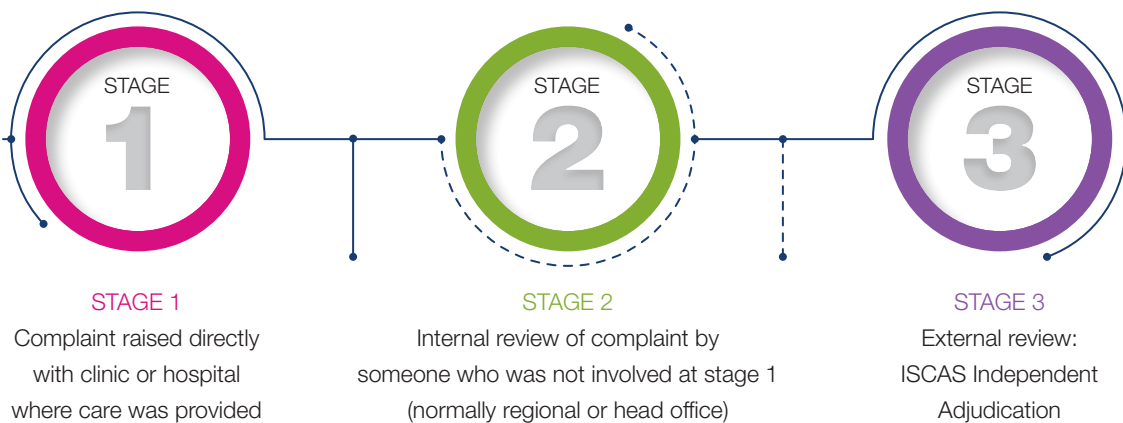 STAGE
1
STAGE
2
STAGE
3
STAGE 1
Complaint raised directly
with clinic or hospital
where care was provided
STAGE 2
Internal review of complaint by
someone who was not involved at stage 1
(normally regional or head office)
STAGE 3
External review:
ISCAS Independent
Adjudication